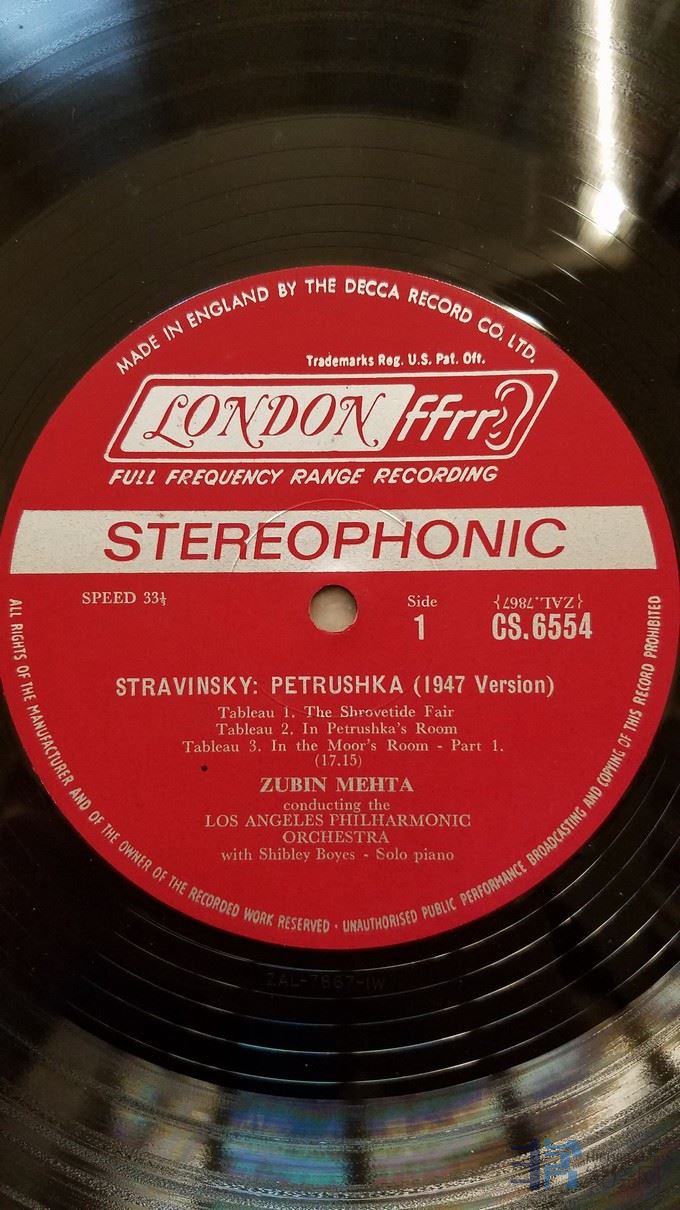 MADE IN ENGLAND BY THE DECCA RECORD CO. LTD.
Trademarks Reg. U.S. Pat. Off.
LONDON ffrr
FULL FREQUENCY RANGE RECORDING
STEREOPHONIC
SPEED 33⅓
Side
1
{ZAL.7867}
CS.6554
STRAVINSKY: PETRUSHKA (1947 Version)
Tableau 1. The Shrovetide Fair
Tableau 2. In Petrushka's Room
Tableau 3. In the Moor's Room - Part 1.
(17.15)
ZUBIN MEHTA
conducting the
LOS ANGELES PHILHARMONIC
ORCHESTRA
with Shibley Boyes - Solo piano
ALL RIGHTS OF THE MANUFACTURER AND OF THE OWNER OF THE RECORDED WORK RESERVED · UNAUTHORISED PUBLIC PERFORMANCE BROADCASTING AND COPYING OF THIS RECORD PROHIBITED
ZAL-7867-1W